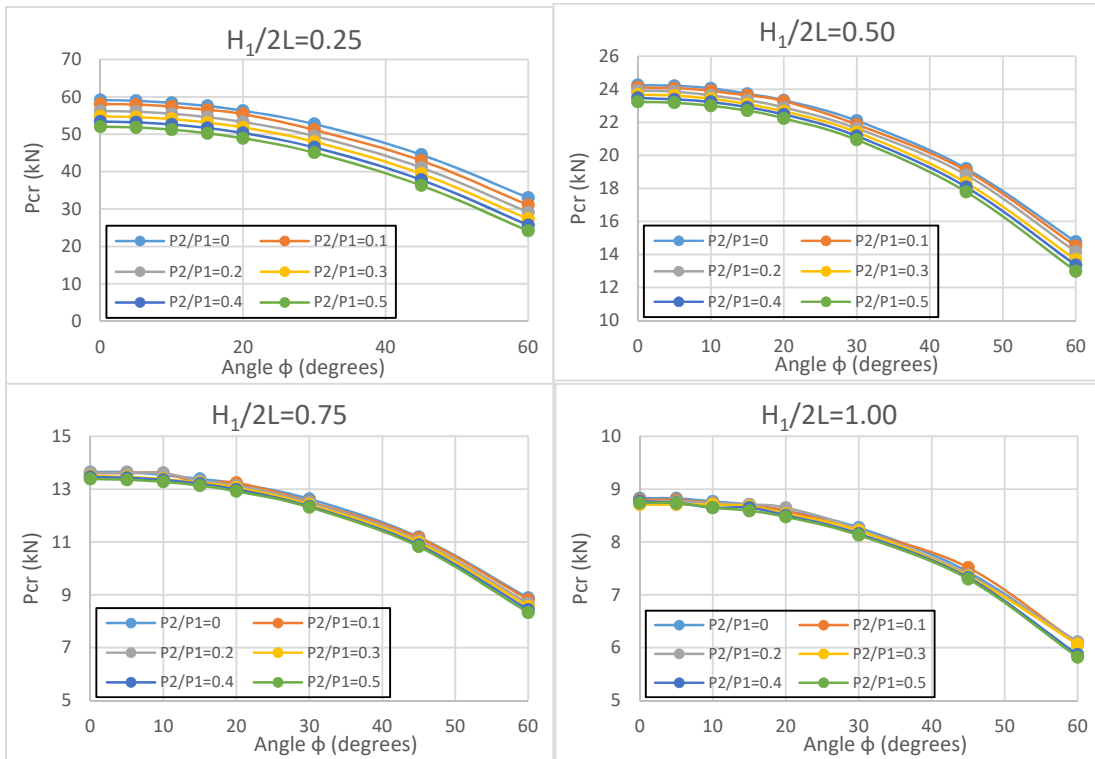 H₁/2L=0.25
70
60
50
40
30
20
10
0
Pcr (kN)
P2/P1=0 P2/P1=0.1
P2/P1=0.2 P2/P1=0.3
P2/P1=0.4 P2/P1=0.5
0 20 40 60
Angle ϕ (degrees)
H₁/2L=0.50
26
24
22
20
18
16
14
12
10
Pcr (kN)
P2/P1=0 P2/P1=0.1
P2/P1=0.2 P2/P1=0.3
P2/P1=0.4 P2/P1=0.5
0 10 20 30 40 50 60
Angle ϕ (degrees)
H₁/2L=0.75
15
13
11
9
7
5
Pcr (kN)
P2/P1=0 P2/P1=0.1
P2/P1=0.2 P2/P1=0.3
P2/P1=0.4 P2/P1=0.5
0 10 20 30 40 50 60
Angle ϕ (degrees)
H₁/2L=1.00
10
9
8
7
6
5
Pcr (kN)
P2/P1=0 P2/P1=0.1
P2/P1=0.2 P2/P1=0.3
P2/P1=0.4 P2/P1=0.5
0 10 20 30 40 50 60
Angle ϕ (degrees)